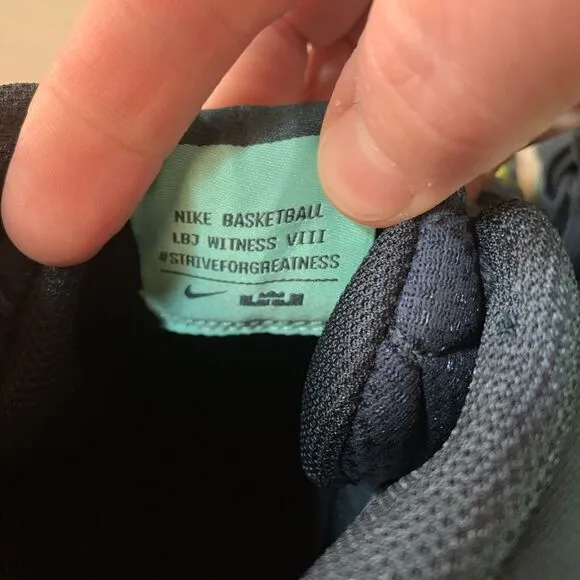 NIKE BASKETBALL
LBJ WITNESS VIII
#STRIVEFORGREATNESS